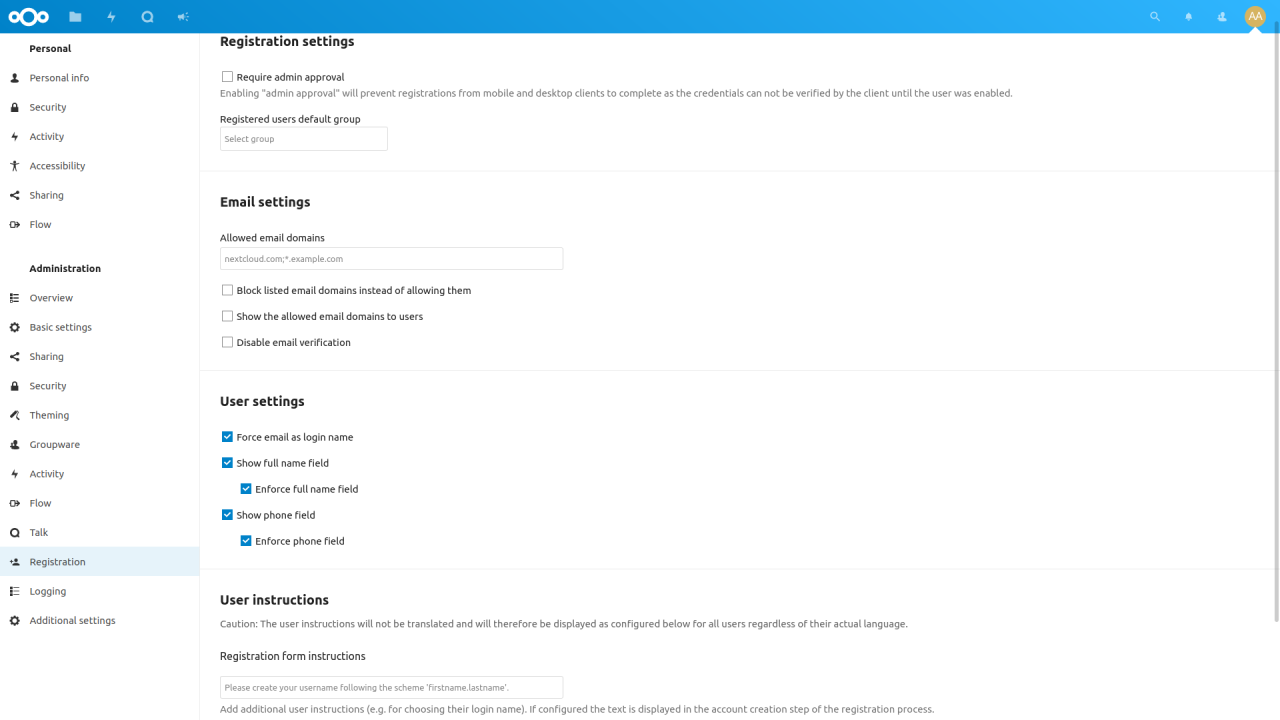 AA
Personal
Personal info
Security
Activity
Accessibility
Sharing
Flow
Administration
Overview
Basic settings
Sharing
Security
Theming
Groupware
Activity
Flow
Talk
Registration
Logging
Additional settings
Registration settings
Require admin approval
Enabling "admin approval" will prevent registrations from mobile and desktop clients to complete as the credentials can not be verified by the client until the user was enabled.
Registered users default group
Select group
Email settings
Allowed email domains
nextcloud.com;*.example.com
Block listed email domains instead of allowing them
Show the allowed email domains to users
Disable email verification
User settings
Force email as login name
Show full name field
Enforce full name field
Show phone field
Enforce phone field
User instructions
Caution: The user instructions will not be translated and will therefore be displayed as configured below for all users regardless of their actual language.
Registration form instructions
Please create your username following the scheme 'firstname.lastname'.
Add additional user instructions (e.g. for choosing their login name). If configured the text is displayed in the account creation step of the registration process.